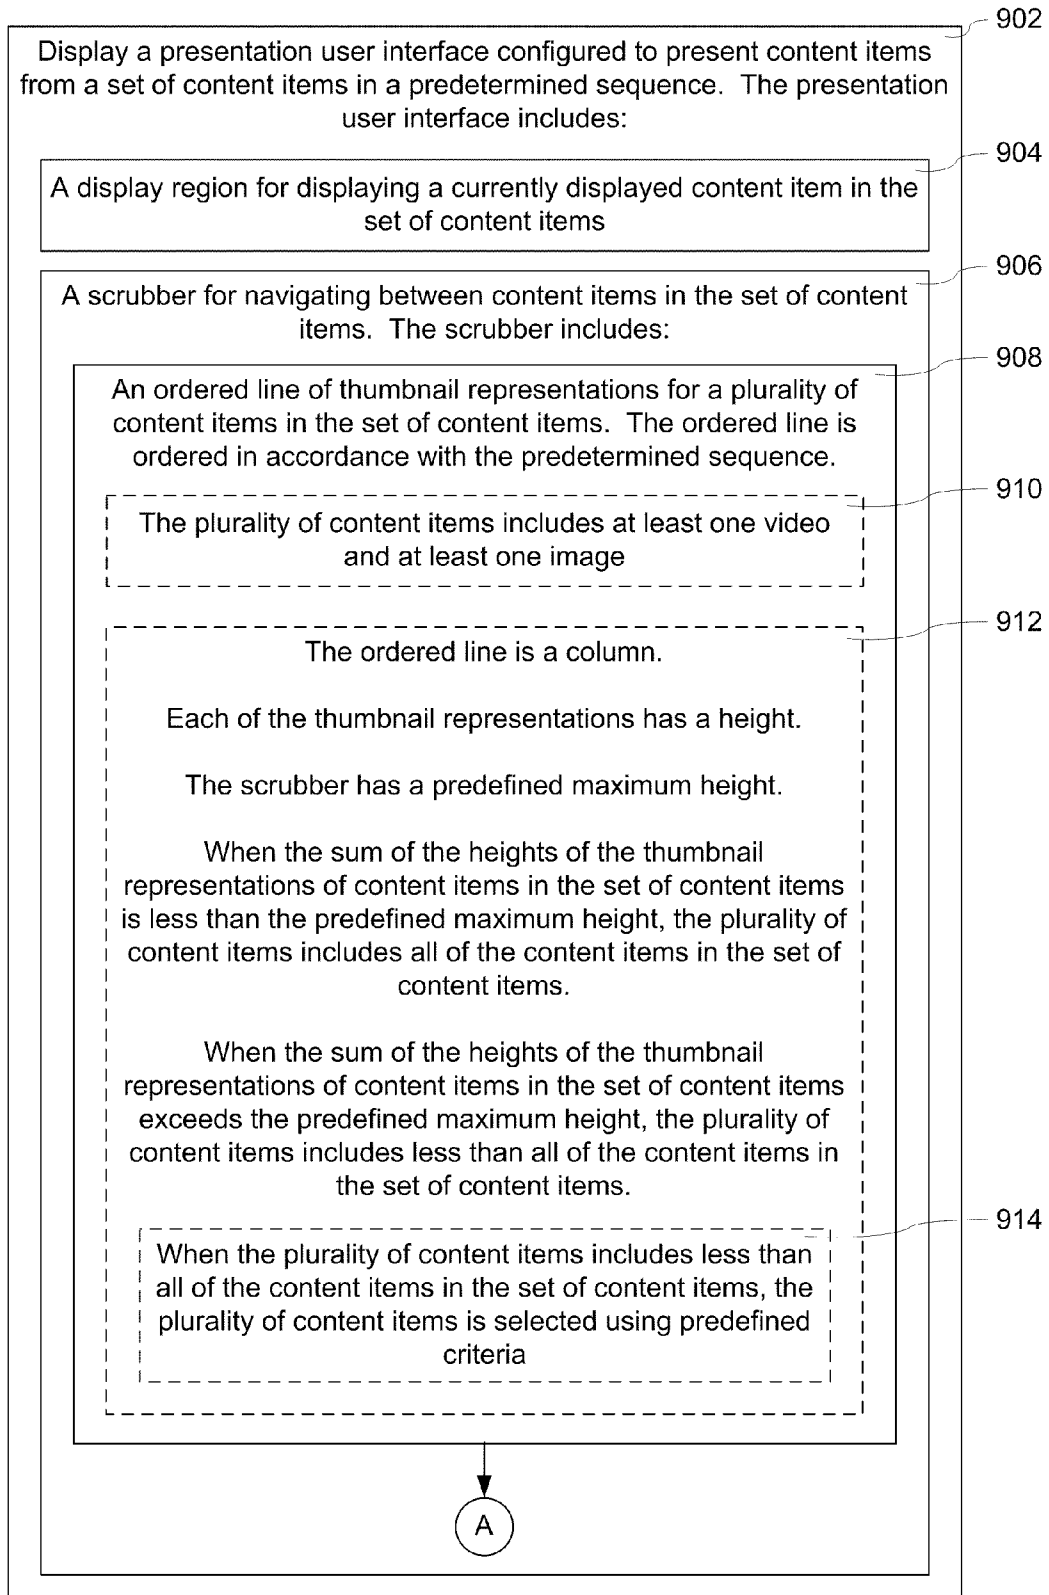 902
Display a presentation user interface configured to present content items
from a set of content items in a predetermined sequence. The presentation
user interface includes:
904
A display region for displaying a currently displayed content item in the
set of content items
906
A scrubber for navigating between content items in the set of content
items. The scrubber includes:
908
An ordered line of thumbnail representations for a plurality of
content items in the set of content items. The ordered line is
ordered in accordance with the predetermined sequence.
910
The plurality of content items includes at least one video
and at least one image
912
The ordered line is a column.
Each of the thumbnail representations has a height.
The scrubber has a predefined maximum height.
When the sum of the heights of the thumbnail
representations of content items in the set of content items
is less than the predefined maximum height, the plurality of
content items includes all of the content items in the set of
content items.
When the sum of the heights of the thumbnail
representations of content items in the set of content items
exceeds the predefined maximum height, the plurality of
content items includes less than all of the content items in
the set of content items.
914
When the plurality of content items includes less than
all of the content items in the set of content items, the
plurality of content items is selected using predefined
criteria
A